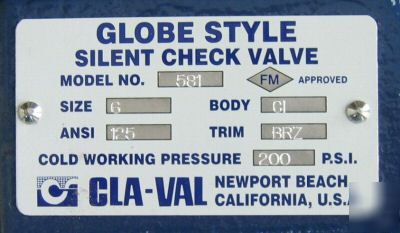 GLOBE STYLE
SILENT CHECK VALVE
MODEL NO. 581 FM APPROVED
SIZE 6 BODY CI
ANSI 125 TRIM BRZ
COLD WORKING PRESSURE 200 P.S.I.
CLA-VAL NEWPORT BEACH
CALIFORNIA, U.S.A.